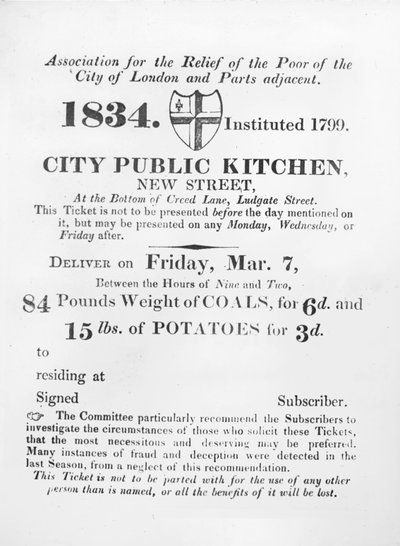 Association for the Relief of the Poor of the
City of London and Parts adjacent.
1834.
Instituted 1799.
CITY PUBLIC KITCHEN,
NEW STREET,
At the Bottom of Creed Lane, Ludgate Street.
This Ticket is not to be presented before the day mentioned on
it, but may be presented on any Monday, Wednesday, or
Friday after.
DELIVER on Friday, Mar. 7,
Between the Hours of Nine and Two,
84 Pounds Weight of COALS, for 6d. and
15 lbs. of POTATOES for 3d.
to
residing at
Signed Subscriber.
☞ The Committee particularly recommend the Subscribers to
investigate the circumstances of those who solicit these Tickets,
that the most necessitous and deserving may be preferred.
Many instances of fraud and deception were detected in the
last Season, from a neglect of this recommendation.
This Ticket is not to be parted with for the use of any other
person than is named, or all the benefits of it will be lost.